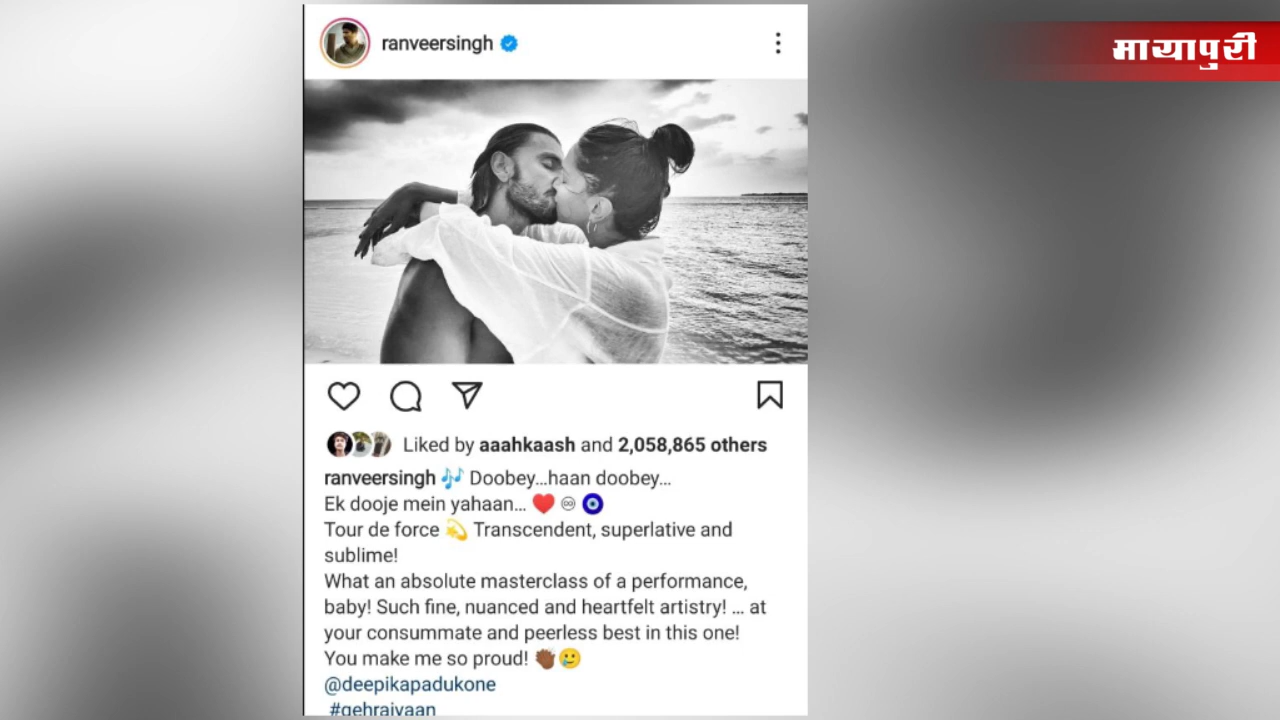 ranveersingh
मायापुरी
Liked by aaahkaash and 2,058,865 others
ranveersingh 🎶 Doobey...haan doobey...
Ek dooje mein yahaan... ♥️ ♾ 🧿
Tour de force 💫 Transcendent, superlative and
sublime!
What an absolute masterclass of a performance,
baby! Such fine, nuanced and heartfelt artistry! ... at
your consummate and peerless best in this one!
You make me so proud! 👏🏾🥲
@deepikapadukone
#gehraiyaan